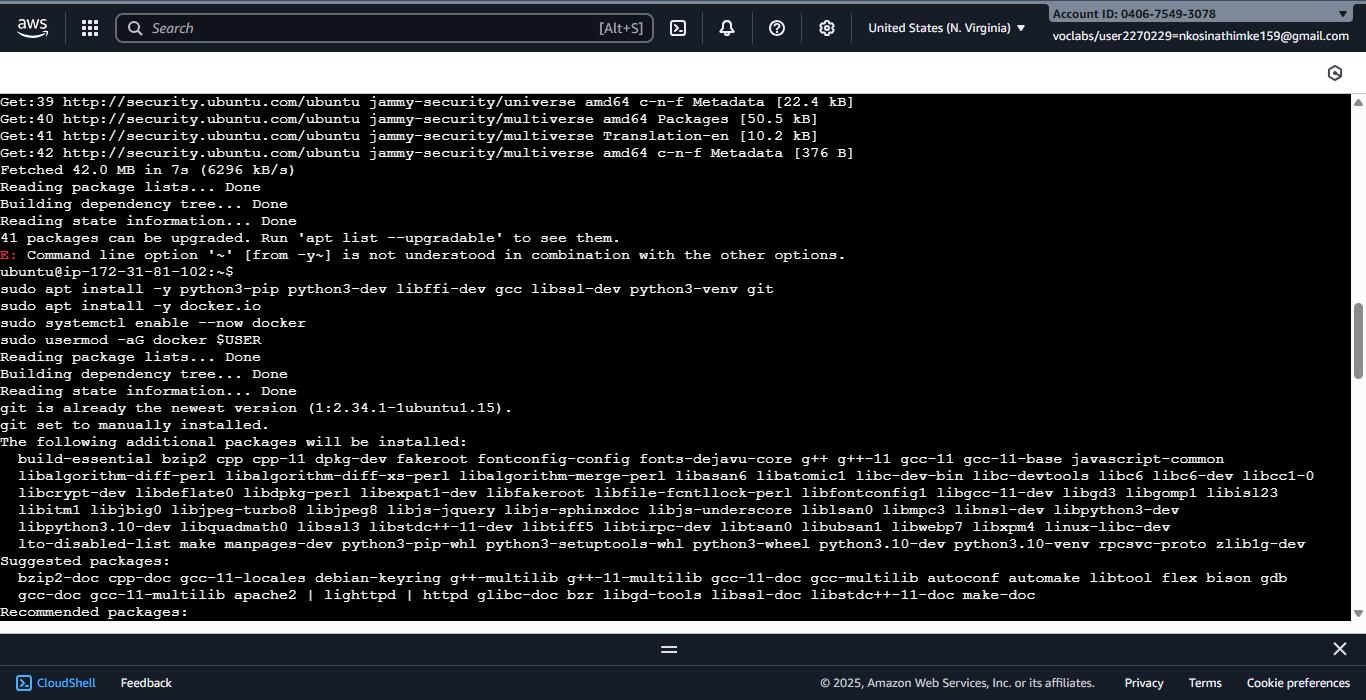 aws
Search [Alt+S]
United States (N. Virginia) ▼
Account ID: 0406-7549-3078 ▼
voclabs/user2270229=nkosinathimke159@gmail.com
Get:39 http://security.ubuntu.com/ubuntu jammy-security/universe amd64 c-n-f Metadata [22.4 kB]
Get:40 http://security.ubuntu.com/ubuntu jammy-security/multiverse amd64 Packages [50.5 kB]
Get:41 http://security.ubuntu.com/ubuntu jammy-security/multiverse Translation-en [10.2 kB]
Get:42 http://security.ubuntu.com/ubuntu jammy-security/multiverse amd64 c-n-f Metadata [376 B]
Fetched 42.0 MB in 7s (6296 kB/s)
Reading package lists... Done
Building dependency tree... Done
Reading state information... Done
41 packages can be upgraded. Run 'apt list --upgradable' to see them.
E: Command line option '~' [from -y~] is not understood in combination with the other options.
ubuntu@ip-172-31-81-102:~$
sudo apt install -y python3-pip python3-dev libffi-dev gcc libssl-dev python3-venv git
sudo apt install -y docker.io
sudo systemctl enable --now docker
sudo usermod -aG docker $USER
Reading package lists... Done
Building dependency tree... Done
Reading state information... Done
git is already the newest version (1:2.34.1-1ubuntu1.15).
git set to manually installed.
The following additional packages will be installed:
build-essential bzip2 cpp cpp-11 dpkg-dev fakeroot fontconfig-config fonts-dejavu-core g++ g++-11 gcc-11 gcc-11-base javascript-common
libalgorithm-diff-perl libalgorithm-diff-xs-perl libalgorithm-merge-perl libasan6 libatomic1 libc-dev-bin libc-devtools libc6 libc6-dev libcc1-0
libcrypt-dev libdeflate0 libdpkg-perl libexpat1-dev libfakeroot libfile-fcntllock-perl libfontconfig1 libgcc-11-dev libgd3 libgomp1 libisl23
libitm1 libjbig0 libjpeg-turbo8 libjpeg8 libjs-jquery libjs-sphinxdoc libjs-underscore liblsan0 libmpc3 libnsl-dev libpython3-dev
libpython3.10-dev libquadmath0 libssl3 libstdc++-11-dev libtiff5 libtirpc-dev libtsan0 libubsan1 libwebp7 libxpm4 linux-libc-dev
lto-disabled-list make manpages-dev python3-pip-whl python3-setuptools-whl python3-wheel python3.10-dev python3.10-venv rpcsvc-proto zlib1g-dev
Suggested packages:
bzip2-doc cpp-doc gcc-11-locales debian-keyring g++-multilib g++-11-multilib gcc-11-doc gcc-multilib autoconf automake libtool flex bison gdb
gcc-doc gcc-11-multilib apache2 | lighttpd | httpd glibc-doc bzr libgd-tools libssl-doc libstdc++-11-doc make-doc
Recommended packages:
CloudShell Feedback © 2025, Amazon Web Services, Inc. or its affiliates. Privacy Terms Cookie preferences